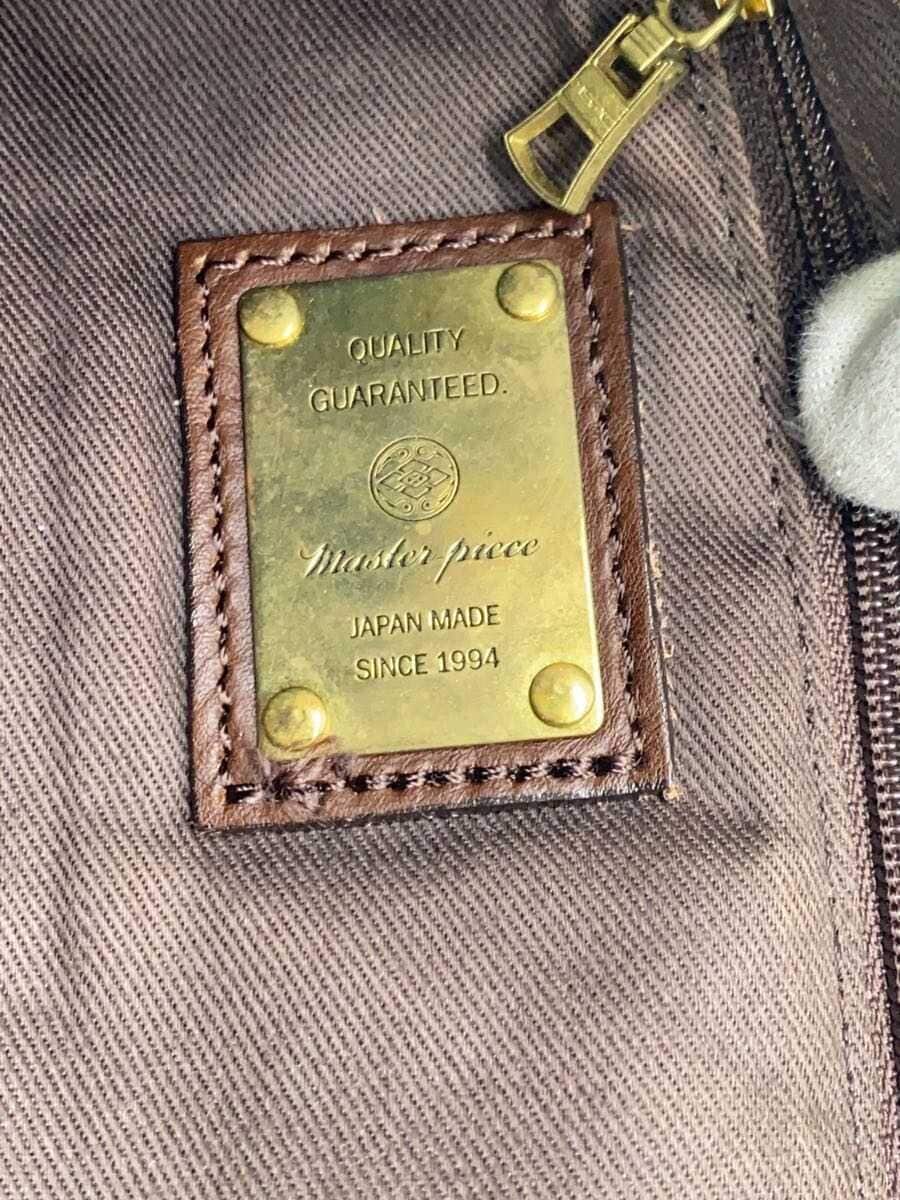 QUALITY
GUARANTEED.
Master-piece
JAPAN MADE
SINCE 1994